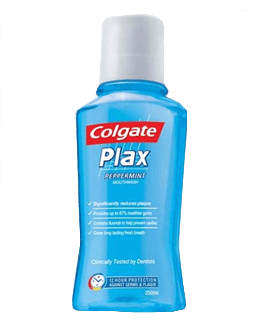 Colgate
Plax
PEPPERMINT
MOUTHWASH
Significantly reduces plaque
Provides up to 67% healthier gums
Contains fluoride to help prevent cavities
Gives long lasting fresh breath
Clinically Tested by Dentists
12 HOUR PROTECTION
AGAINST GERMS & PLAQUE
250ml